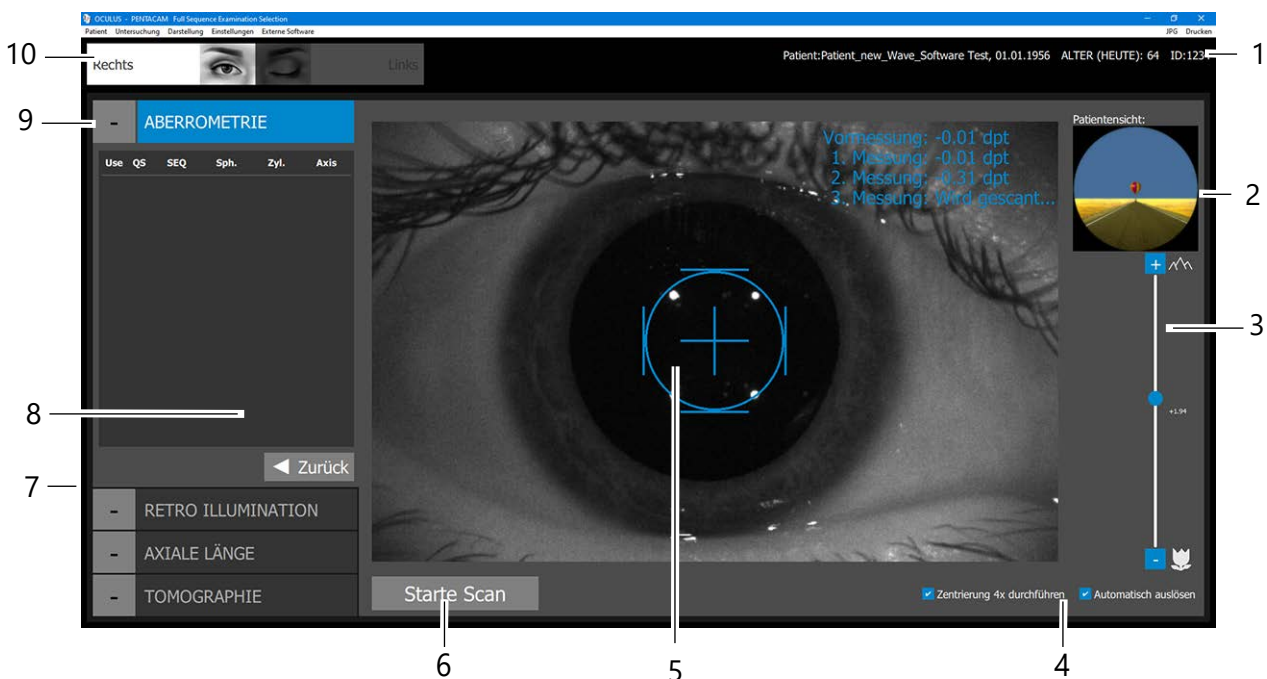 OCULUS - PENTACAM Full Sequence Examination Selection
Patient Untersuchung Darstellung Einstellungen Externe Software
JPG Drucken
10
Rechts
Links
Patient:Patient_new_Wave_Software Test, 01.01.1956 ALTER (HEUTE): 64 ID:1234
1
9
- ABERROMETRIE
Use QS SEQ Sph. Zyl. Axis
Vormessung: -0.01 dpt
1. Messung: -0.01 dpt
2. Messung: -0.31 dpt
3. Messung: Wird gescant...
Patientensicht:
2
+
3
+1.94
-
8
Zurück
7
- RETRO ILLUMINATION
- AXIALE LÄNGE
- TOMOGRAPHIE
Starte Scan
Zentrierung 4x durchführen Automatisch auslösen
6
5
4